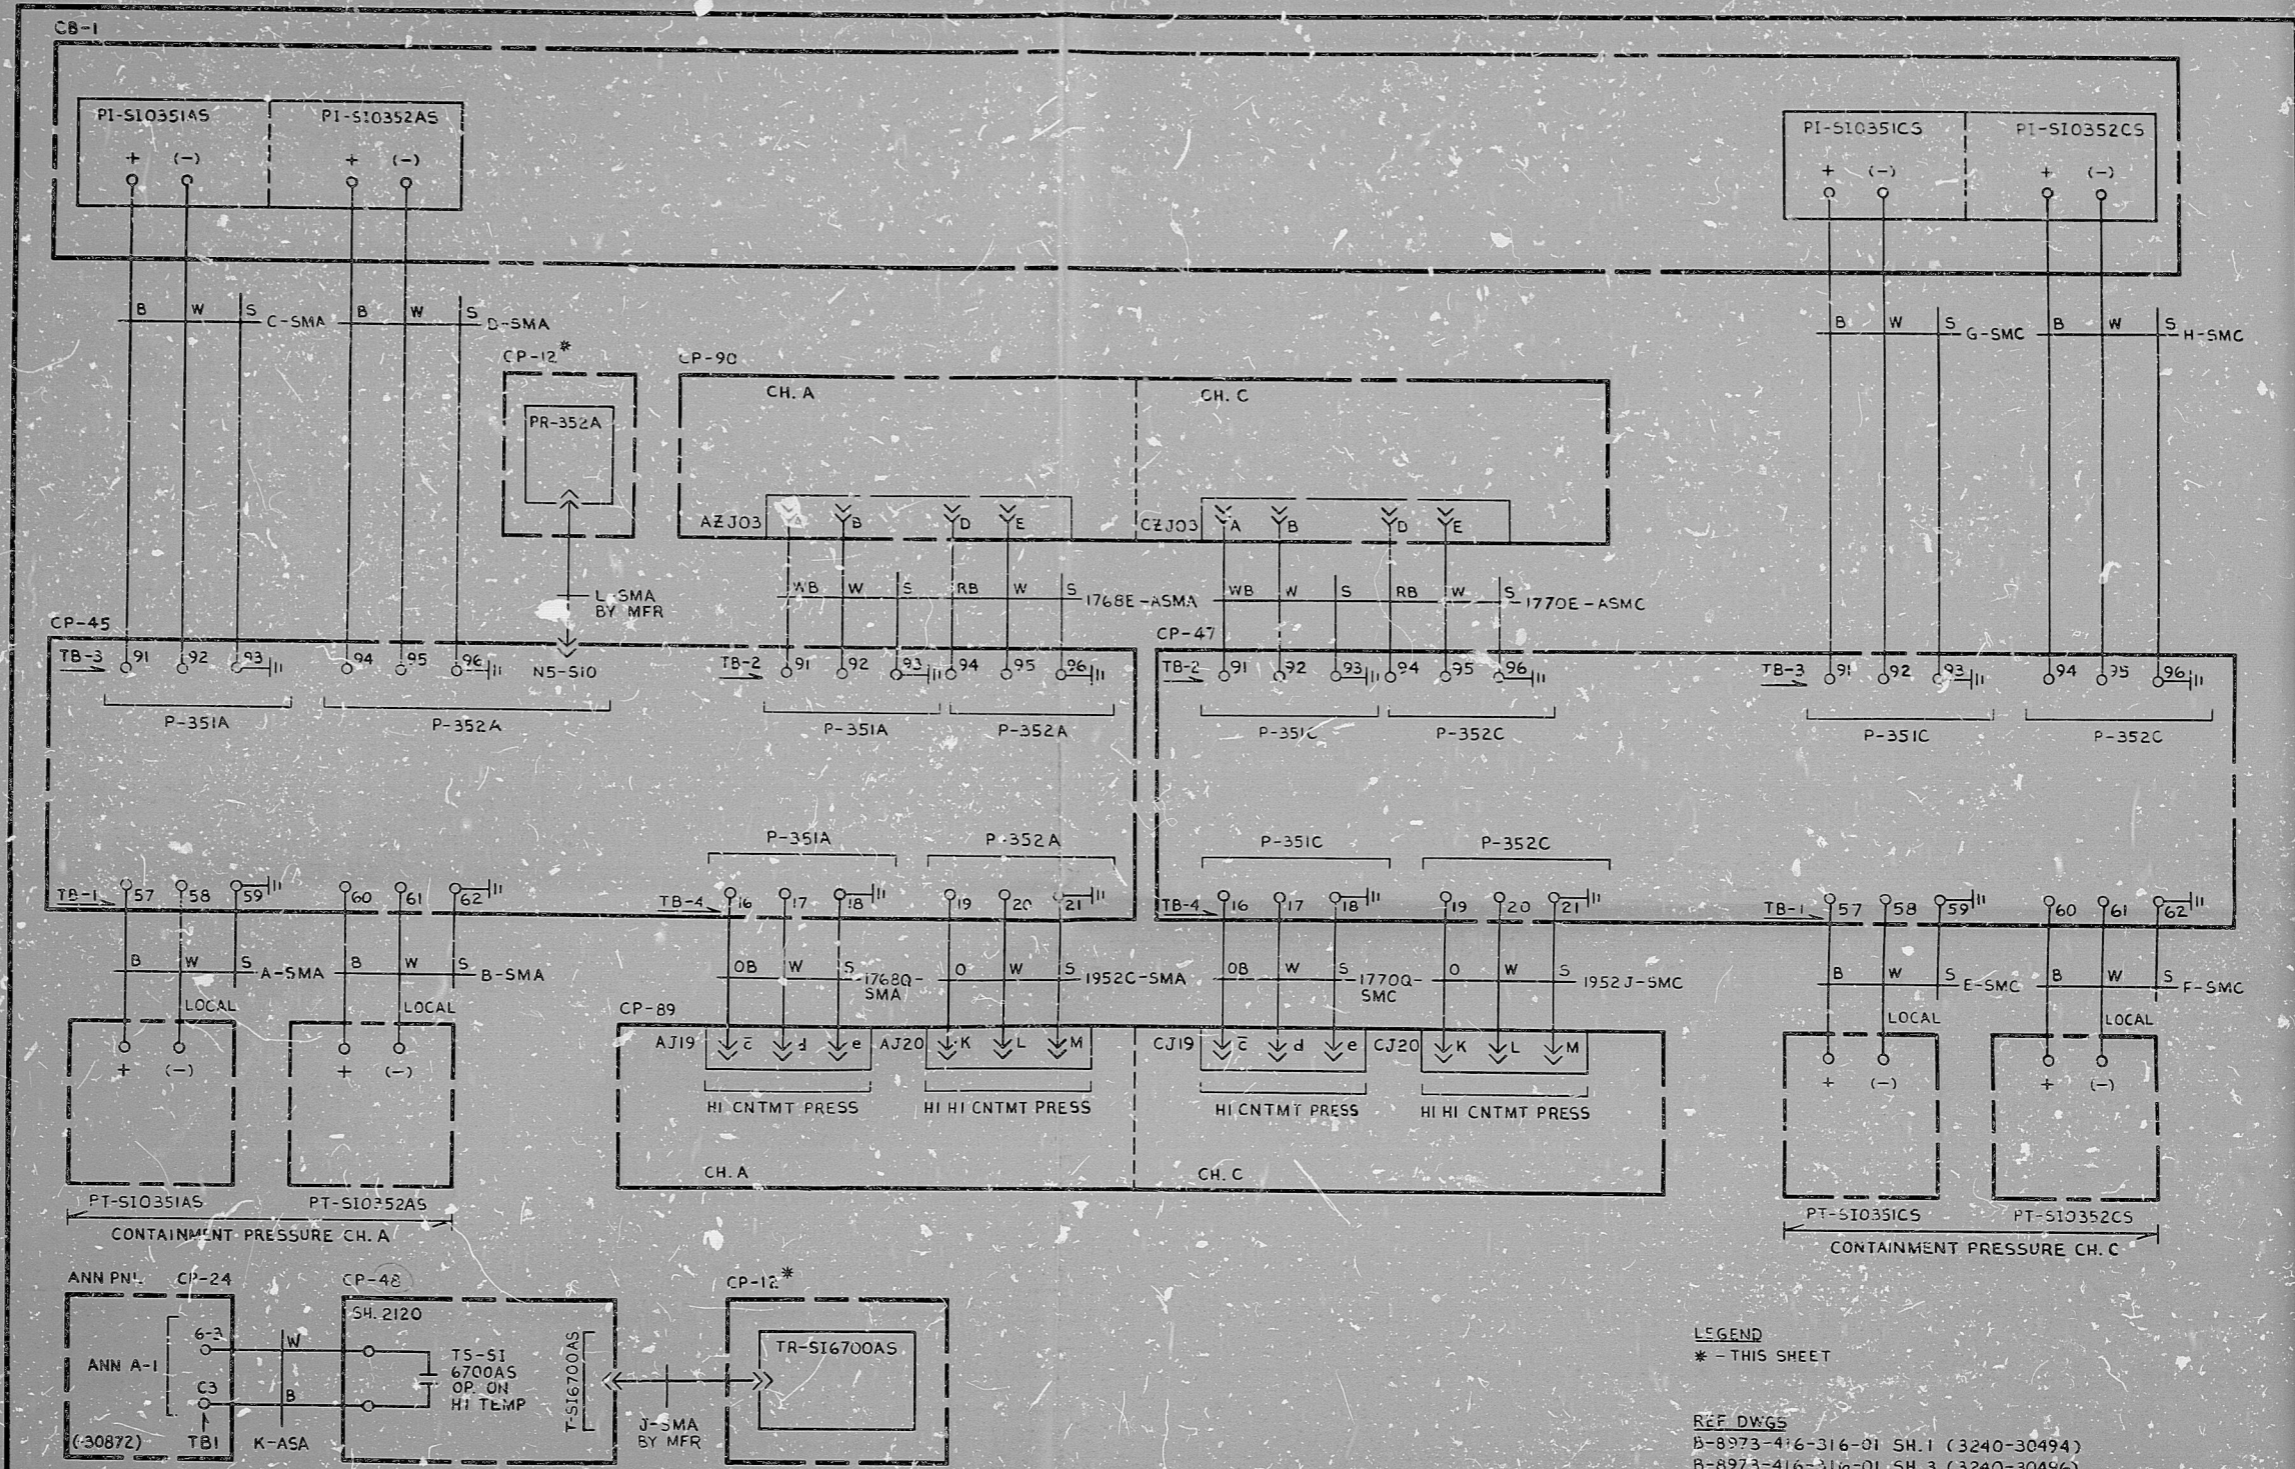 CB-1
PI-SI0351AS PI-SI0352AS
PI-SI0351CS PI-SI0352CS
+ (-) + (-)
+ (-) + (-)
B W S C-SMA B W S D-SMA
B W S G-SMC B W S H-SMC
CP-12* CP-90
CH. A CH. C
PR-352A
AZJ03 A B D E
CZJ03 A B D E
L-SMA
BY MFR
WB W S RB W S 1768E-ASMA
WB W S RB W S 1770E-ASMC
CP-45
CP-47
TB-3 91 92 93 94 95 96 N5-SI0
TB-2 91 92 93 94 95 96
TB-2 91 92 93 94 95 96
TB-3 91 92 93 94 95 96
P-351A P-352A
P-351A P-352A
P-351C P-352C
P-351C P-352C
P-351A P-352A
P-351C P-352C
TB-1 57 58 59 60 61 62
TB-4 16 17 18 19 20 21
TB-4 16 17 18 19 20 21
TB-1 57 58 59 60 61 62
B W S A-SMA B W S B-SMA
OB W S 1768Q-
SMA
O W S 1952C-SMA
OB W S 1770Q-
SMC
O W S 1952J-SMC
B W S E-SMC B W S F-SMC
LOCAL LOCAL
LOCAL LOCAL
CP-89
AJ19 c d e AJ20 K L M
CJ19 c d e CJ20 K L M
+ (-) + (-)
+ (-) + (-)
HI CNTMT PRESS HI HI CNTMT PRESS
HI CNTMT PRESS HI HI CNTMT PRESS
CH. A CH. C
PT-SI0351AS PT-SI0352AS
CONTAINMENT PRESSURE CH. A
PT-SI0351CS PT-SI0352CS
CONTAINMENT PRESSURE CH. C
ANN PNL CP-24 CP-48 CP-12*
SH. 2120
ANN A-1
W
C3
B
TB1
(-30872)
K-ASA
TS-SI
6700AS
OP. ON
HI TEMP
T-SI6700AS
J-SMA
BY MFR
TR-SI6700AS
LEGEND
* - THIS SHEET
REF DWGS
B-8973-416-316-01 SH.1 (3240-30494)
B-8973-416-316-01 SH.3 (3240-30496)